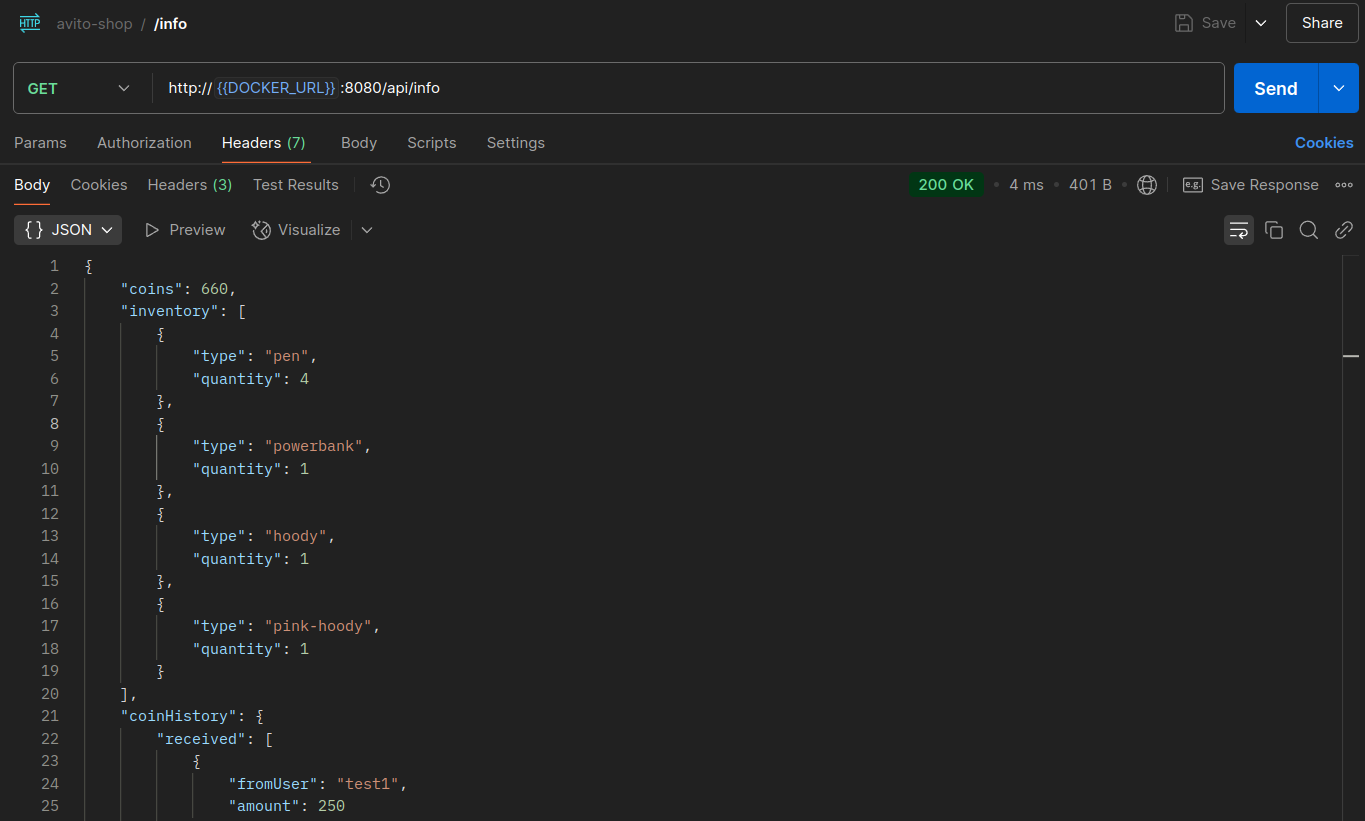 HTTP avito-shop / /info Save Share
GET http://{{DOCKER_URL}}:8080/api/info Send
Params Authorization Headers (7) Body Scripts Settings Cookies
Body Cookies Headers (3) Test Results 200 OK • 4 ms • 401 B • e.g. Save Response
{} JSON Preview Visualize
1 {
2 "coins": 660,
3 "inventory": [
4 {
5 "type": "pen",
6 "quantity": 4
7 },
8 {
9 "type": "powerbank",
10 "quantity": 1
11 },
12 {
13 "type": "hoody",
14 "quantity": 1
15 },
16 {
17 "type": "pink-hoody",
18 "quantity": 1
19 }
20 ],
21 "coinHistory": {
22 "received": [
23 {
24 "fromUser": "test1",
25 "amount": 250